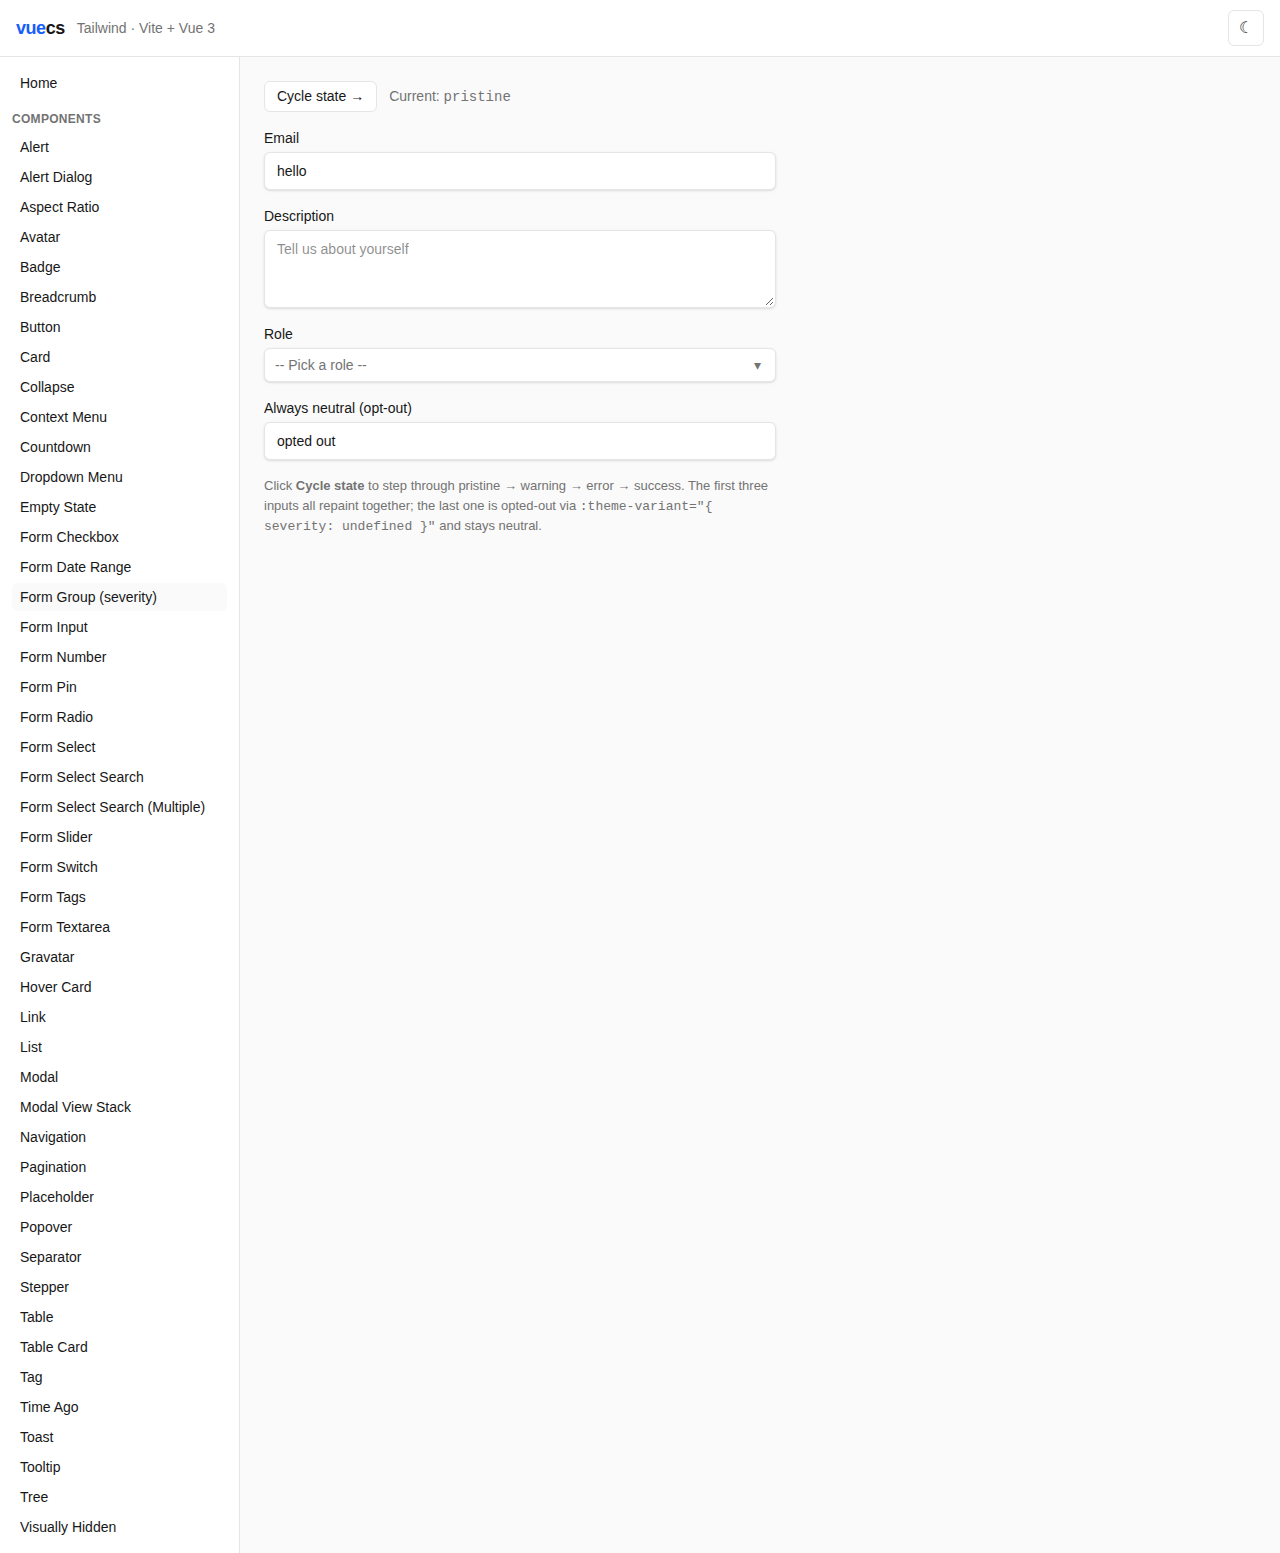 vuecs Tailwind · Vite + Vue 3 ☾
Home
COMPONENTS
Alert
Alert Dialog
Aspect Ratio
Avatar
Badge
Breadcrumb
Button
Card
Collapse
Context Menu
Countdown
Dropdown Menu
Empty State
Form Checkbox
Form Date Range
Form Group (severity)
Form Input
Form Number
Form Pin
Form Radio
Form Select
Form Select Search
Form Select Search (Multiple)
Form Slider
Form Switch
Form Tags
Form Textarea
Gravatar
Hover Card
Link
List
Modal
Modal View Stack
Navigation
Pagination
Placeholder
Popover
Separator
Stepper
Table
Table Card
Tag
Time Ago
Toast
Tooltip
Tree
Visually Hidden
Cycle state → Current: pristine
Email
hello
Description
Tell us about yourself
Role
-- Pick a role -- ▼
Always neutral (opt-out)
opted out
Click Cycle state to step through pristine → warning → error → success. The first three
inputs all repaint together; the last one is opted-out via :theme-variant="{
severity: undefined }" and stays neutral.